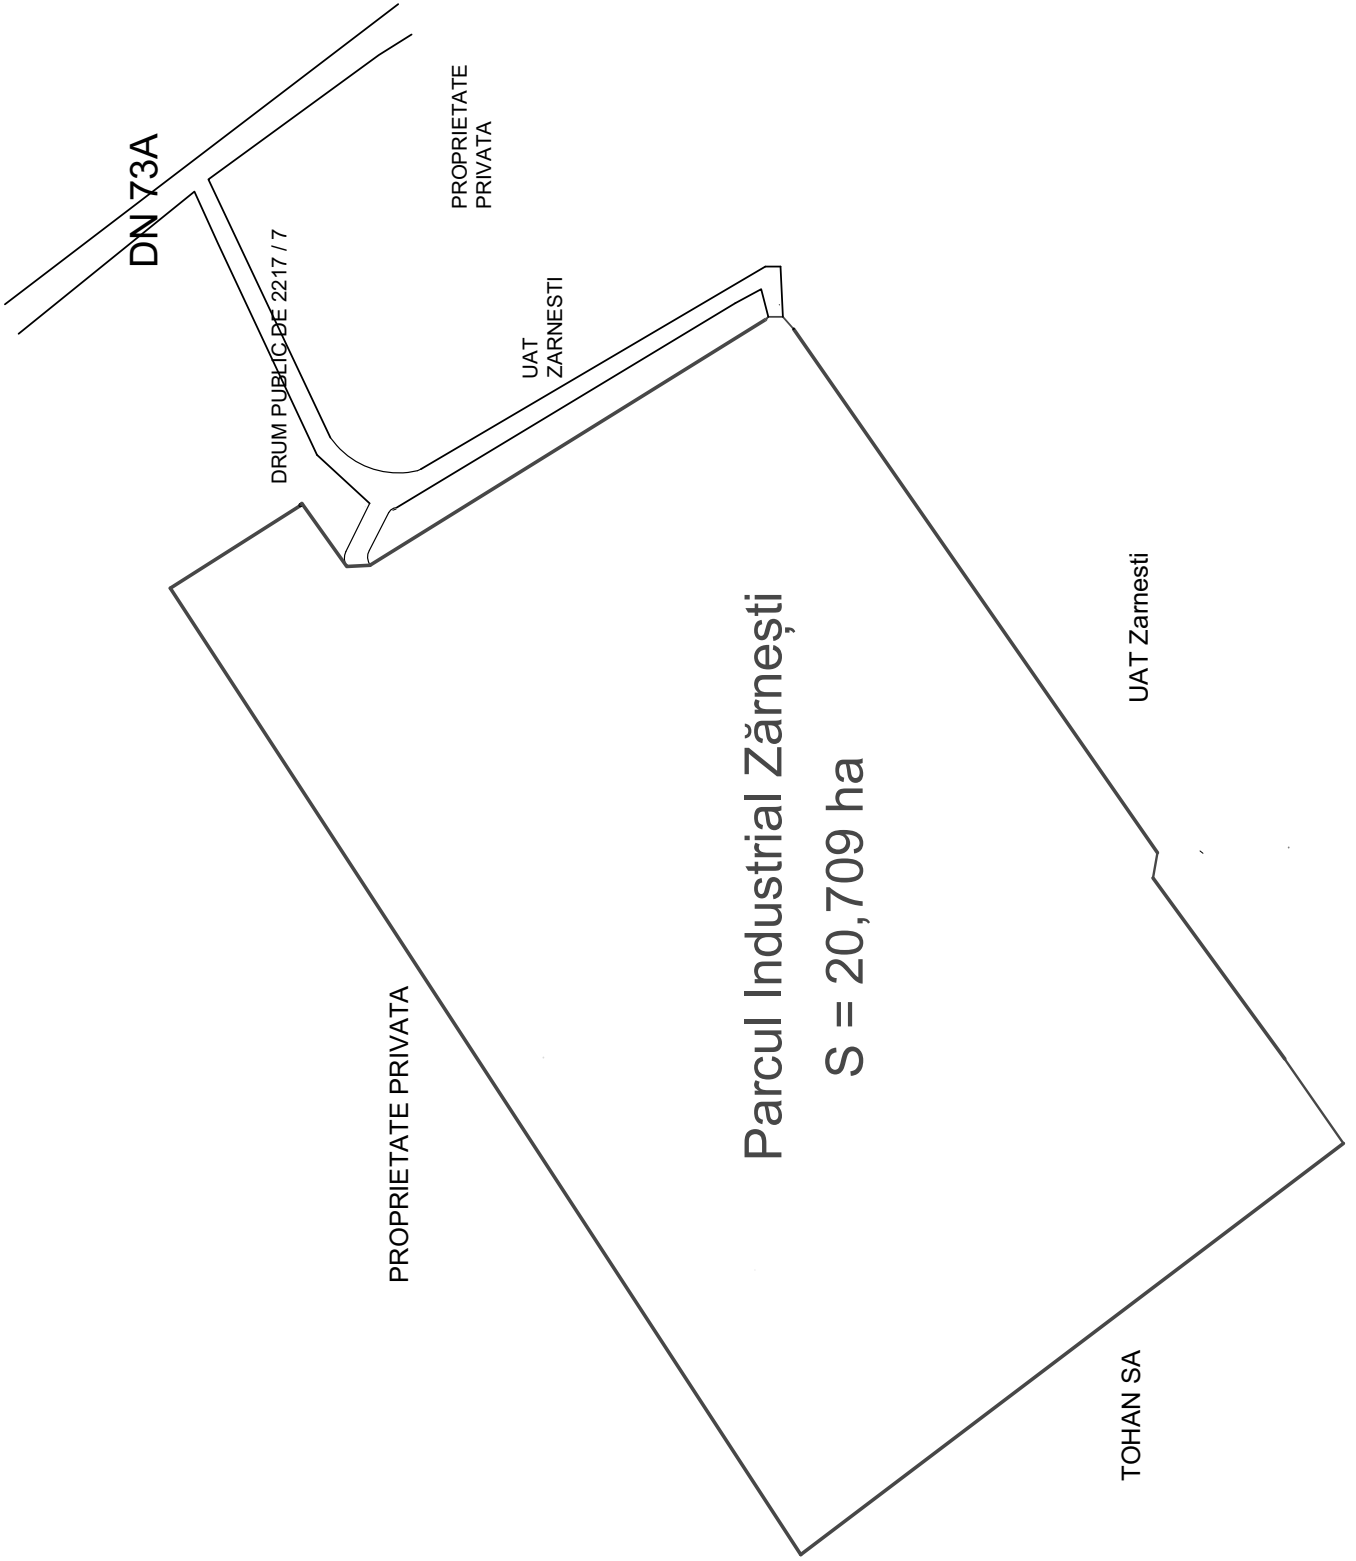 DN 73A
PROPRIETATE
PRIVATA
DRUM PUBLIC DE 2217 / 7
UAT
ZARNESTI
Parcul Industrial Zărnești
S = 20,709 ha
UAT Zarnesti
PROPRIETATE PRIVATA
TOHAN SA